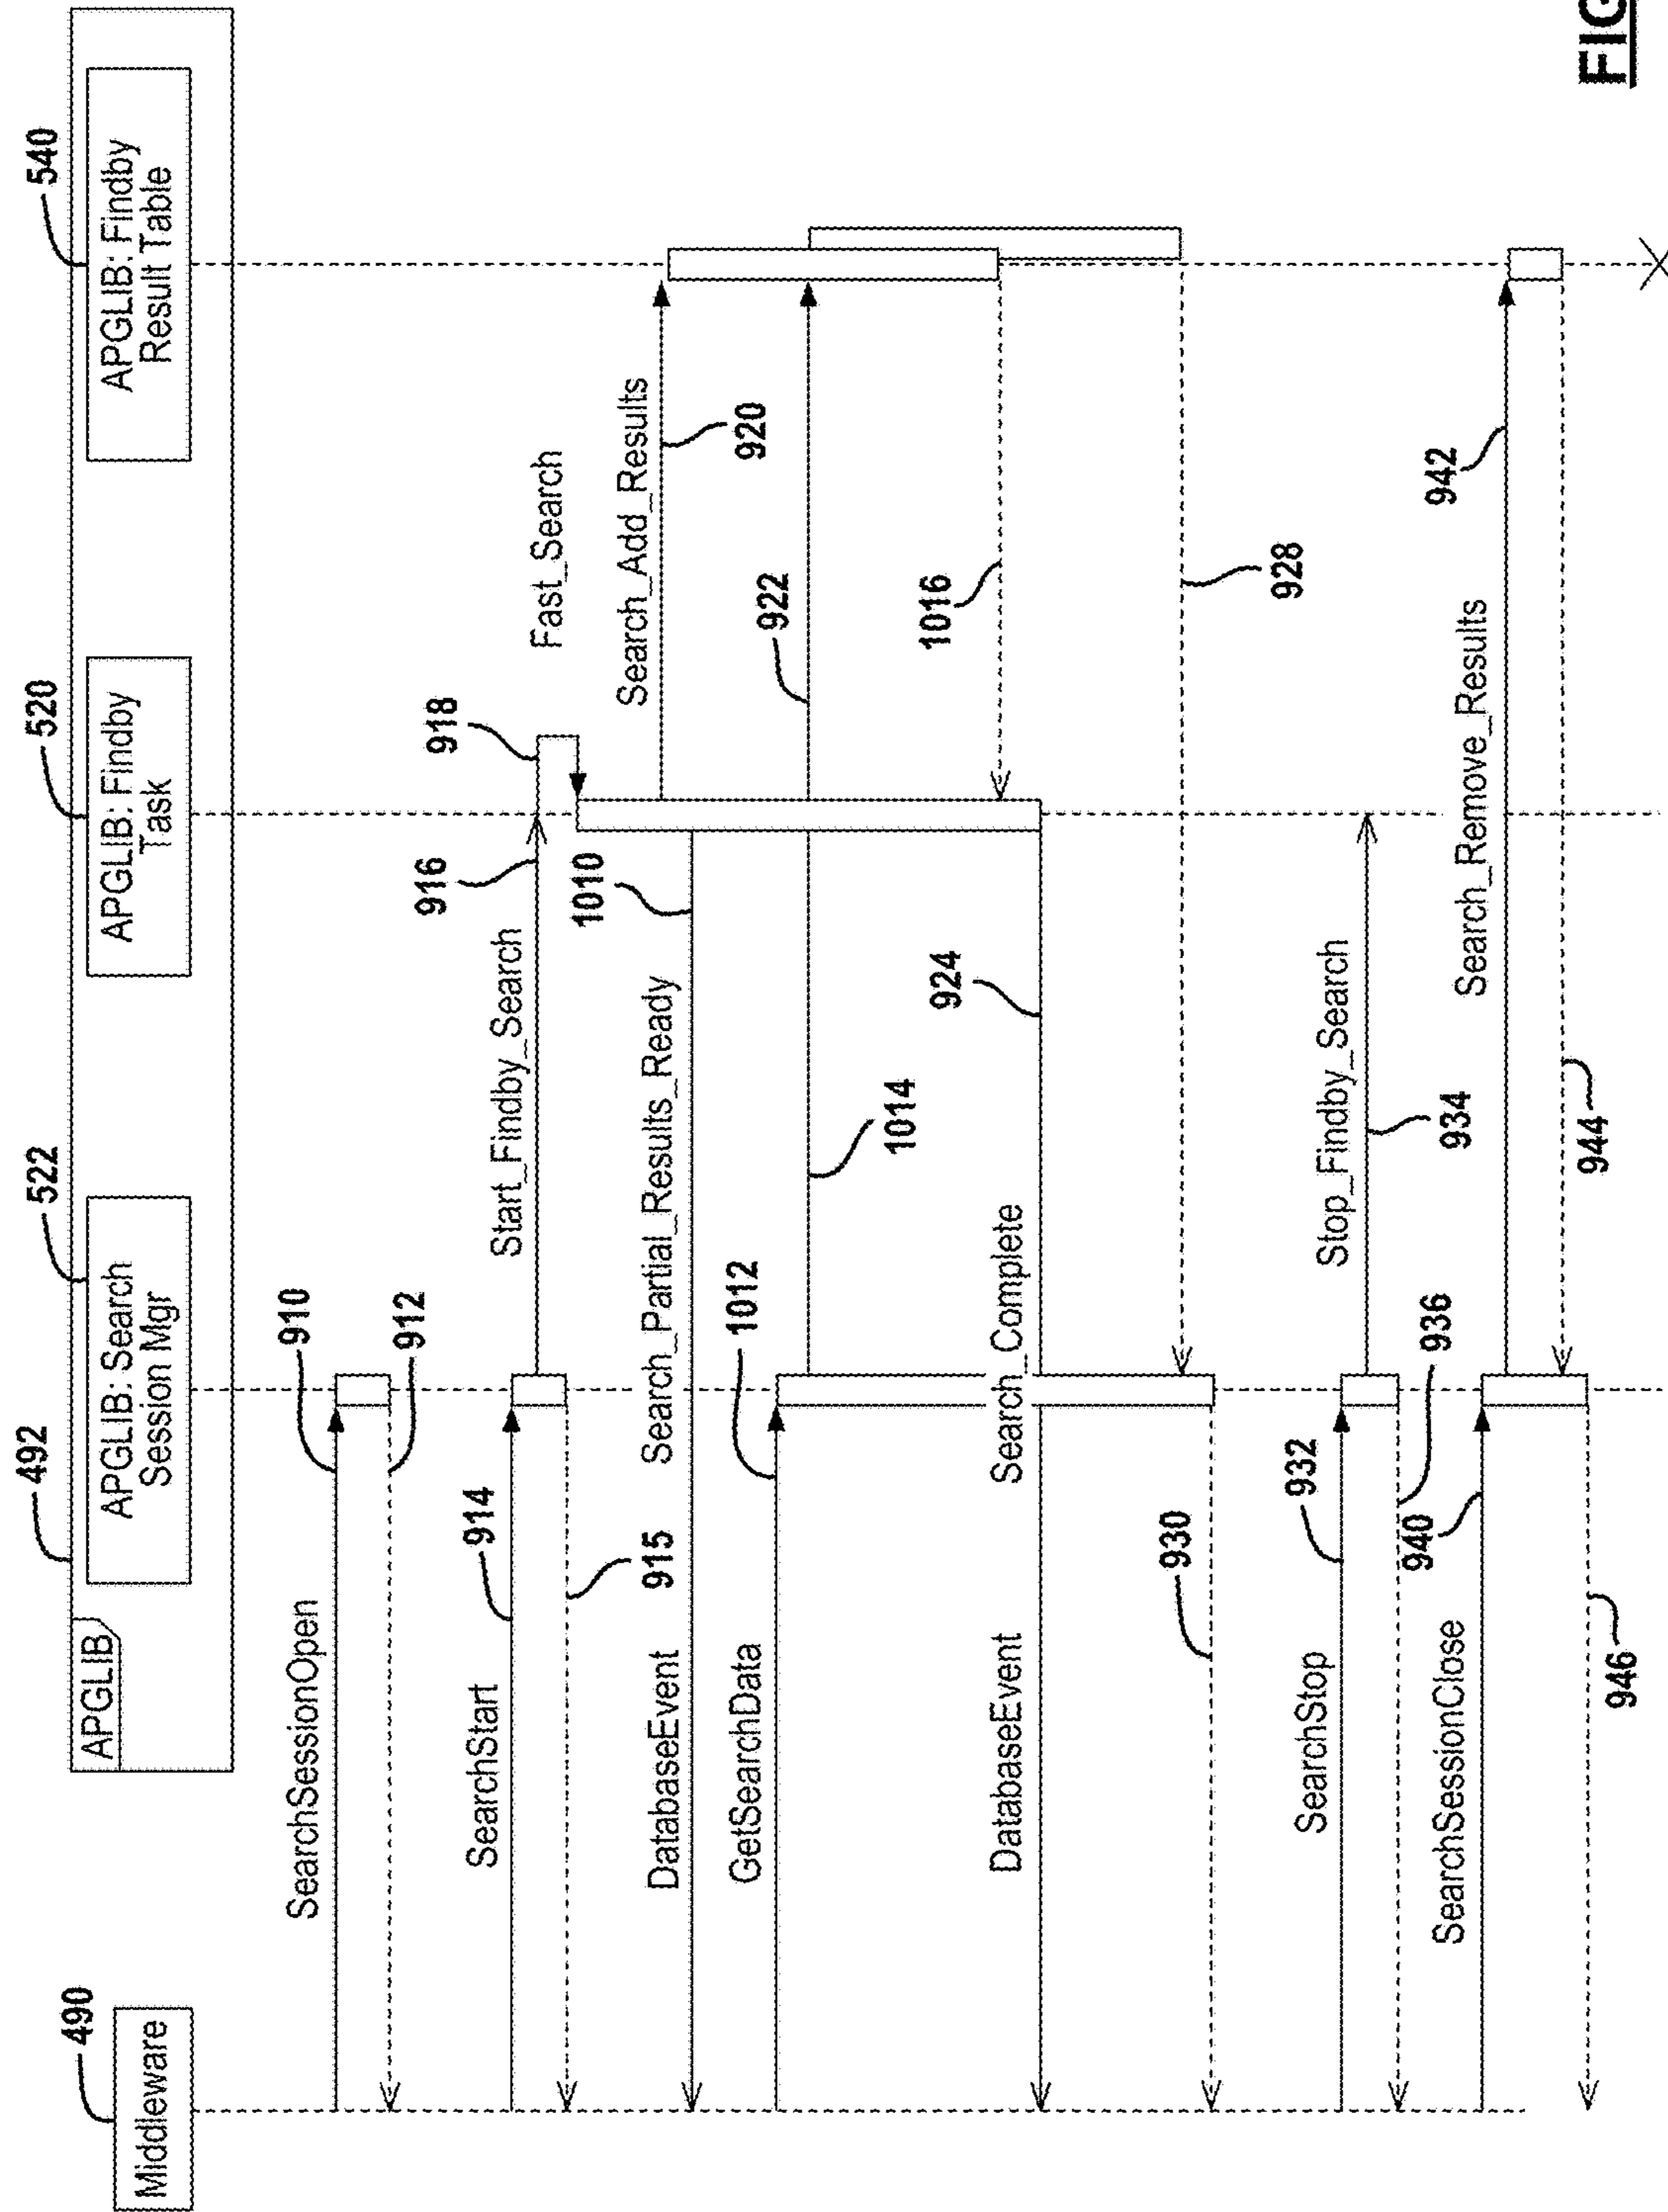 492
522
520
540
490
APGLIB
APGLIB: Search
Session Mgr
APGLIB: Findby
Task
APGLIB: Findby
Result Table
Middleware
SearchSessionOpen
910
912
SearchStart
914
Start_Findby_Search
916
918
Fast_Search
915
DatabaseEvent
Search_Partial_Results_Ready
1010
Search_Add_Results
920
GetSearchData
1012
1014
922
DatabaseEvent
Search_Complete
924
1016
930
928
SearchStop
932
Stop_Findby_Search
934
936
940
SearchSessionClose
Search_Remove_Results
942
944
946